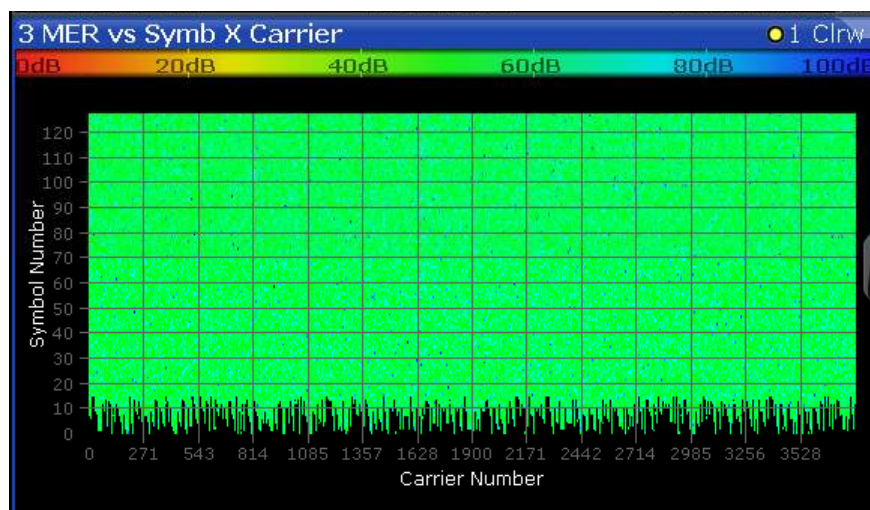 3 MER vs Symb X Carrier
1 Clrw
0dB 20dB 40dB 60dB 80dB 100dB
120
110
100
90
80
70
60
50
40
30
20
10
0
Symbol Number
0 271 543 814 1085 1357 1628 1900 2171 2442 2714 2985 3256 3528
Carrier Number